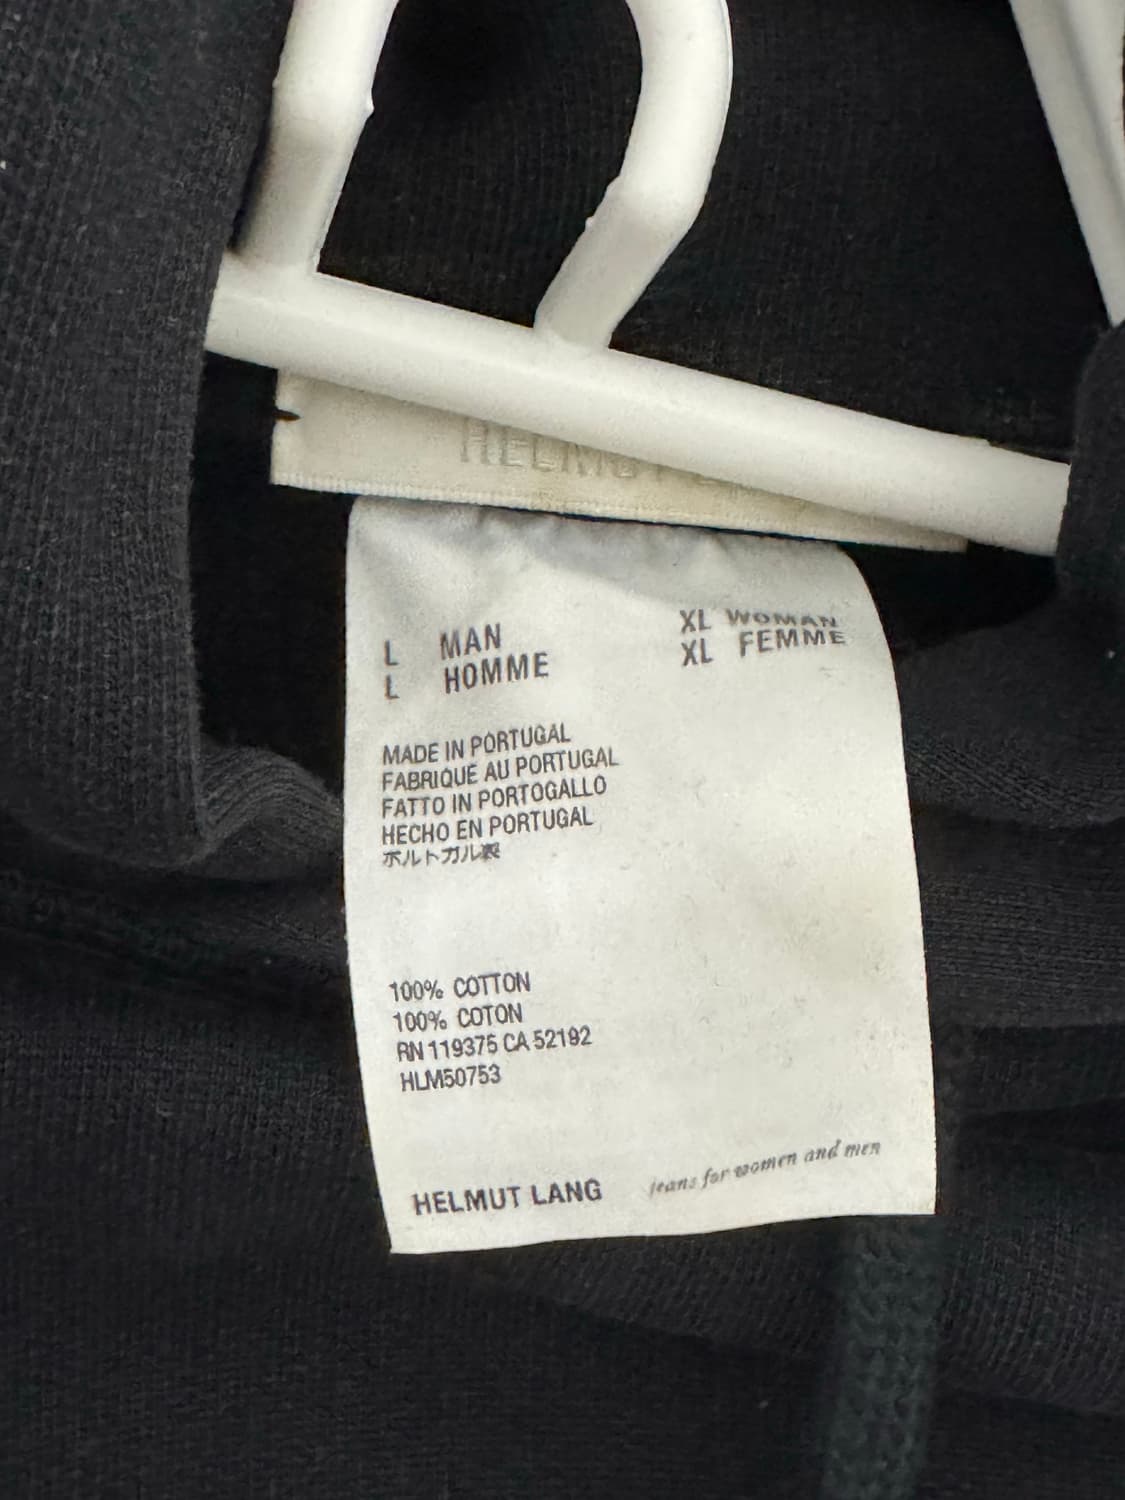 HELMUT
L MAN
L HOMME
XL WOMAN
XL FEMME
MADE IN PORTUGAL
FABRIQUE AU PORTUGAL
FATTO IN PORTOGALLO
HECHO EN PORTUGAL
ポルトガル製
100% COTTON
100% COTON
RN 119375 CA 52192
HLM50753
HELMUT LANG jeans for women and men